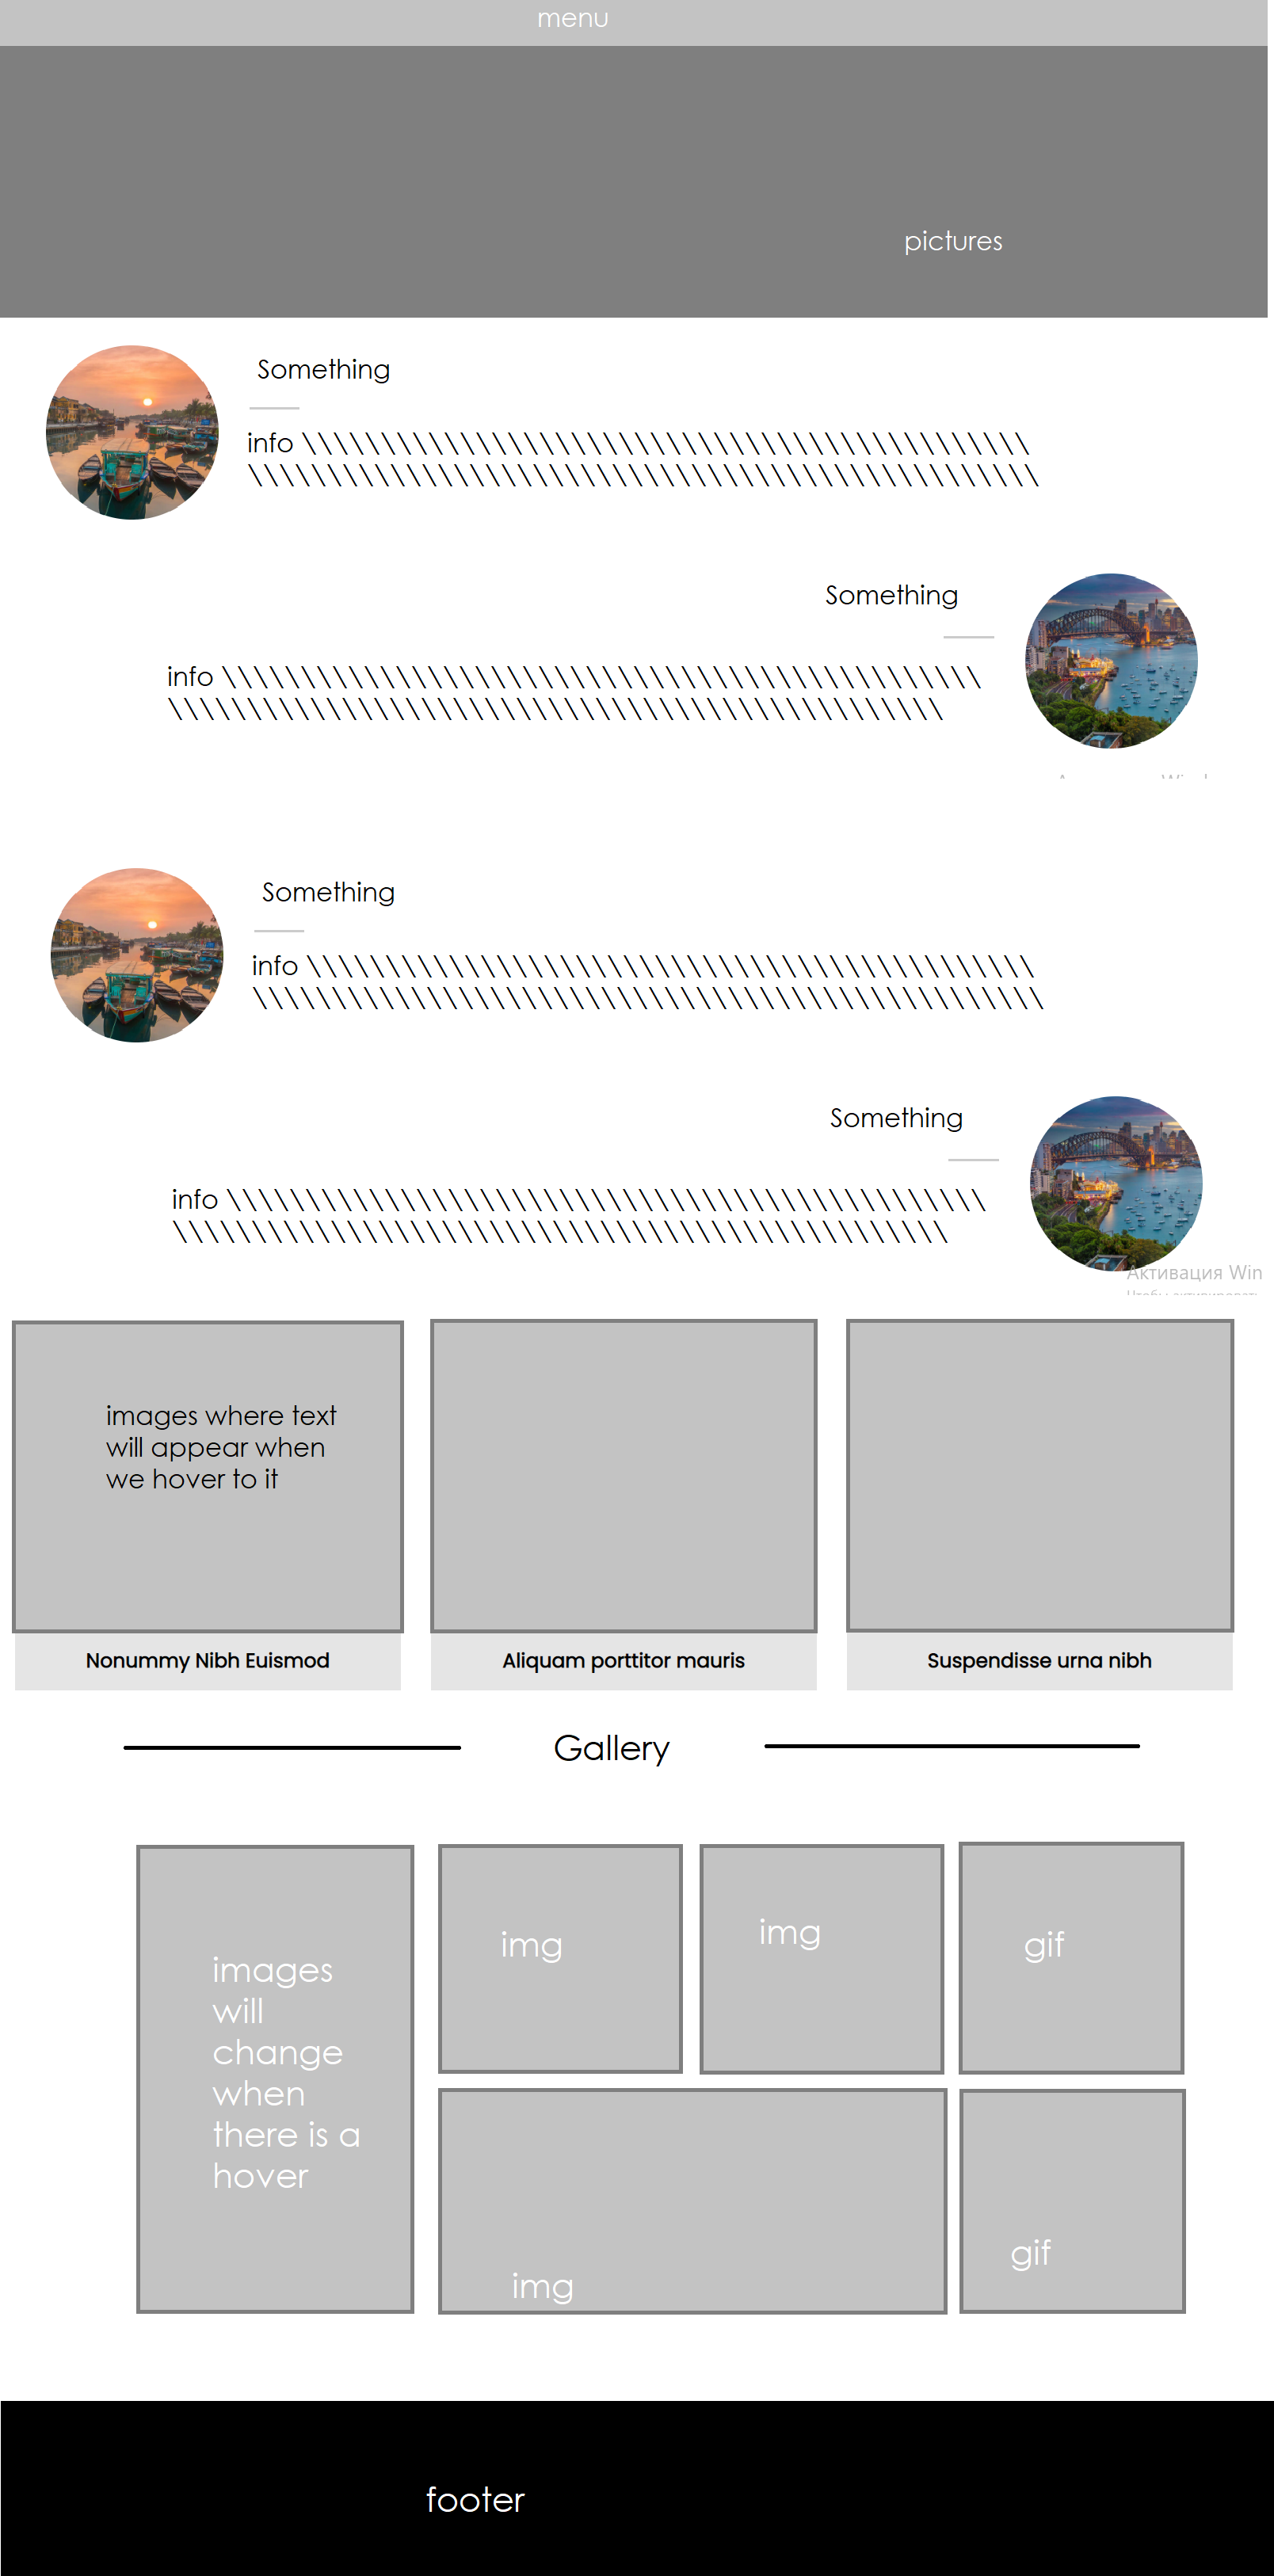 menu
pictures
Something
info \\\\\\\\\\\\\\\\\\\\\\\\\\\\\\\\\\\\\\\\\\\\\\
\\\\\\\\\\\\\\\\\\\\\\\\\\\\\\\\\\\\\\\\\\\\\\\\\\
Something
info \\\\\\\\\\\\\\\\\\\\\\\\\\\\\\\\\\\\\\\\\\\\\\\\
\\\\\\\\\\\\\\\\\\\\\\\\\\\\\\\\\\\\\\\\\\\\\\\\\
Something
info \\\\\\\\\\\\\\\\\\\\\\\\\\\\\\\\\\\\\\\\\\\\\\
\\\\\\\\\\\\\\\\\\\\\\\\\\\\\\\\\\\\\\\\\\\\\\\\\\
Something
info \\\\\\\\\\\\\\\\\\\\\\\\\\\\\\\\\\\\\\\\\\\\\\\\
\\\\\\\\\\\\\\\\\\\\\\\\\\\\\\\\\\\\\\\\\\\\\\\\\
Активация Win
images where text
will appear when
we hover to it
Nonummy Nibh Euismod
Aliquam porttitor mauris
Suspendisse urna nibh
Gallery
images
will
change
when
there is a
hover
img
img
gif
img
gif
footer